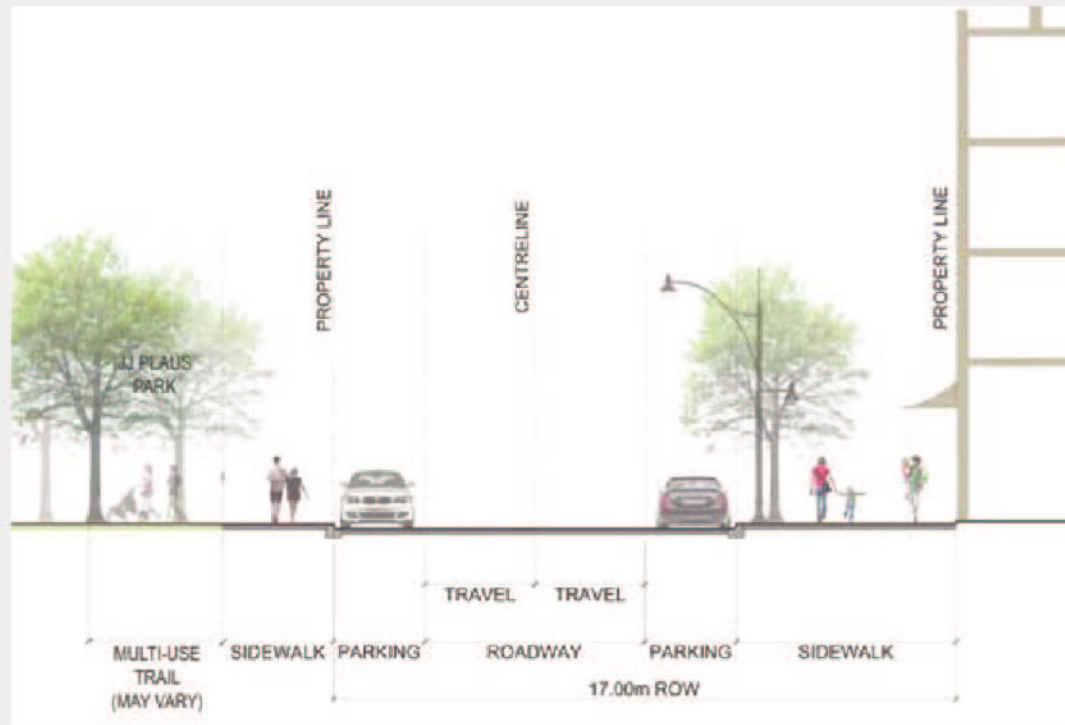 PROPERTY LINE
CENTRELINE
PROPERTY LINE
JJ PLAUS
PARK
TRAVEL
TRAVEL
MULTI-USE
TRAIL
(MAY VARY)
SIDEWALK
PARKING
ROADWAY
PARKING
SIDEWALK
17.00m ROW